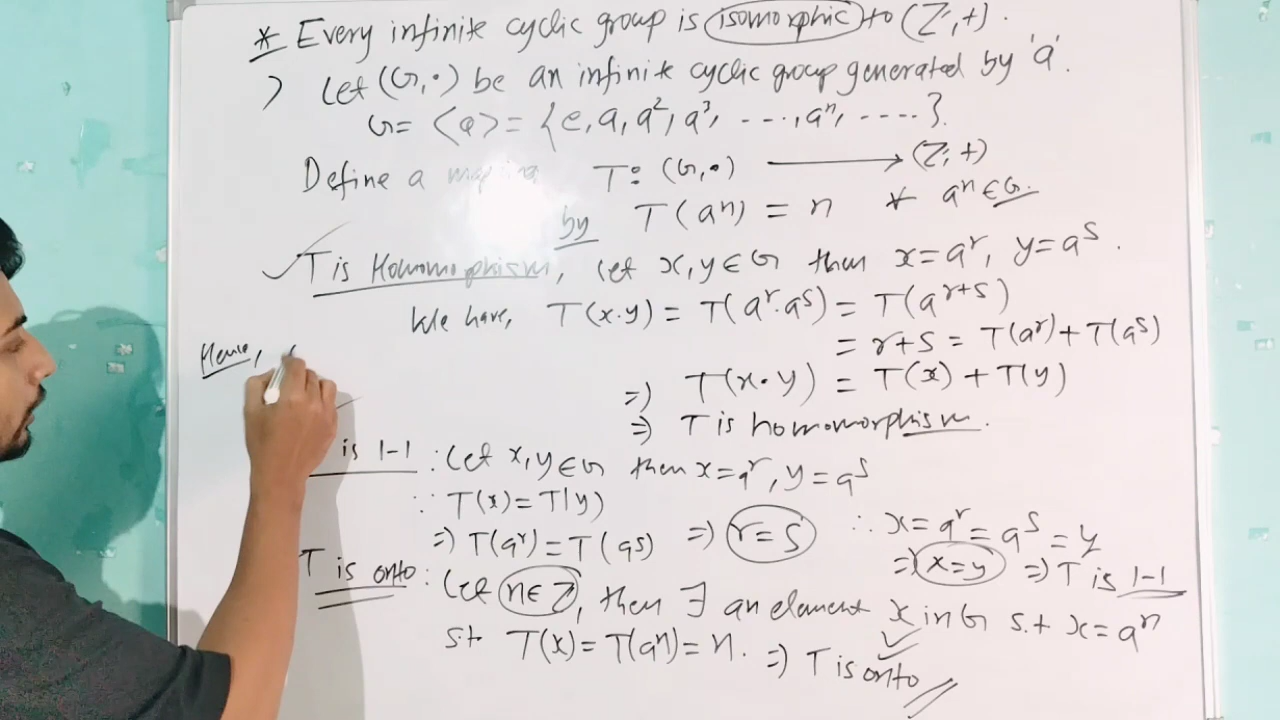 * Every infinite cyclic group is isomorphic to (Z, +).
) Let (G, •) be an infinite cyclic group generated by 'a'.
G = <a> = {e, a, a², a³, ----, aⁿ, -----}.
Define a mapping T: (G, •) ⟶ (Z, +)
by T(aⁿ) = n * aⁿ ∈ G.
✓ T is Homomorphism, Let x, y ∈ G then x = aʳ, y = aˢ.
We have, T(x·y) = T(aʳ·aˢ) = T(aʳ⁺ˢ)
= r+s = T(aʳ) + T(aˢ)
Hence, (
⇒ T(x·y) = T(x) + T(y)
⇒ T is homomorphism.
is 1-1 : Let x, y ∈ G then x = aʳ, y = aˢ
∵ T(x) = T(y)
⇒ T(aʳ) = T(aˢ) ⇒ r = s ∴ x = aʳ = aˢ = y
⇒ x = y ⇒ T is 1-1
T is onto : Let n ∈ Z, then ∃ an element x in G s.t x = aⁿ
s.t T(x) = T(aⁿ) = n. ⇒ T is onto